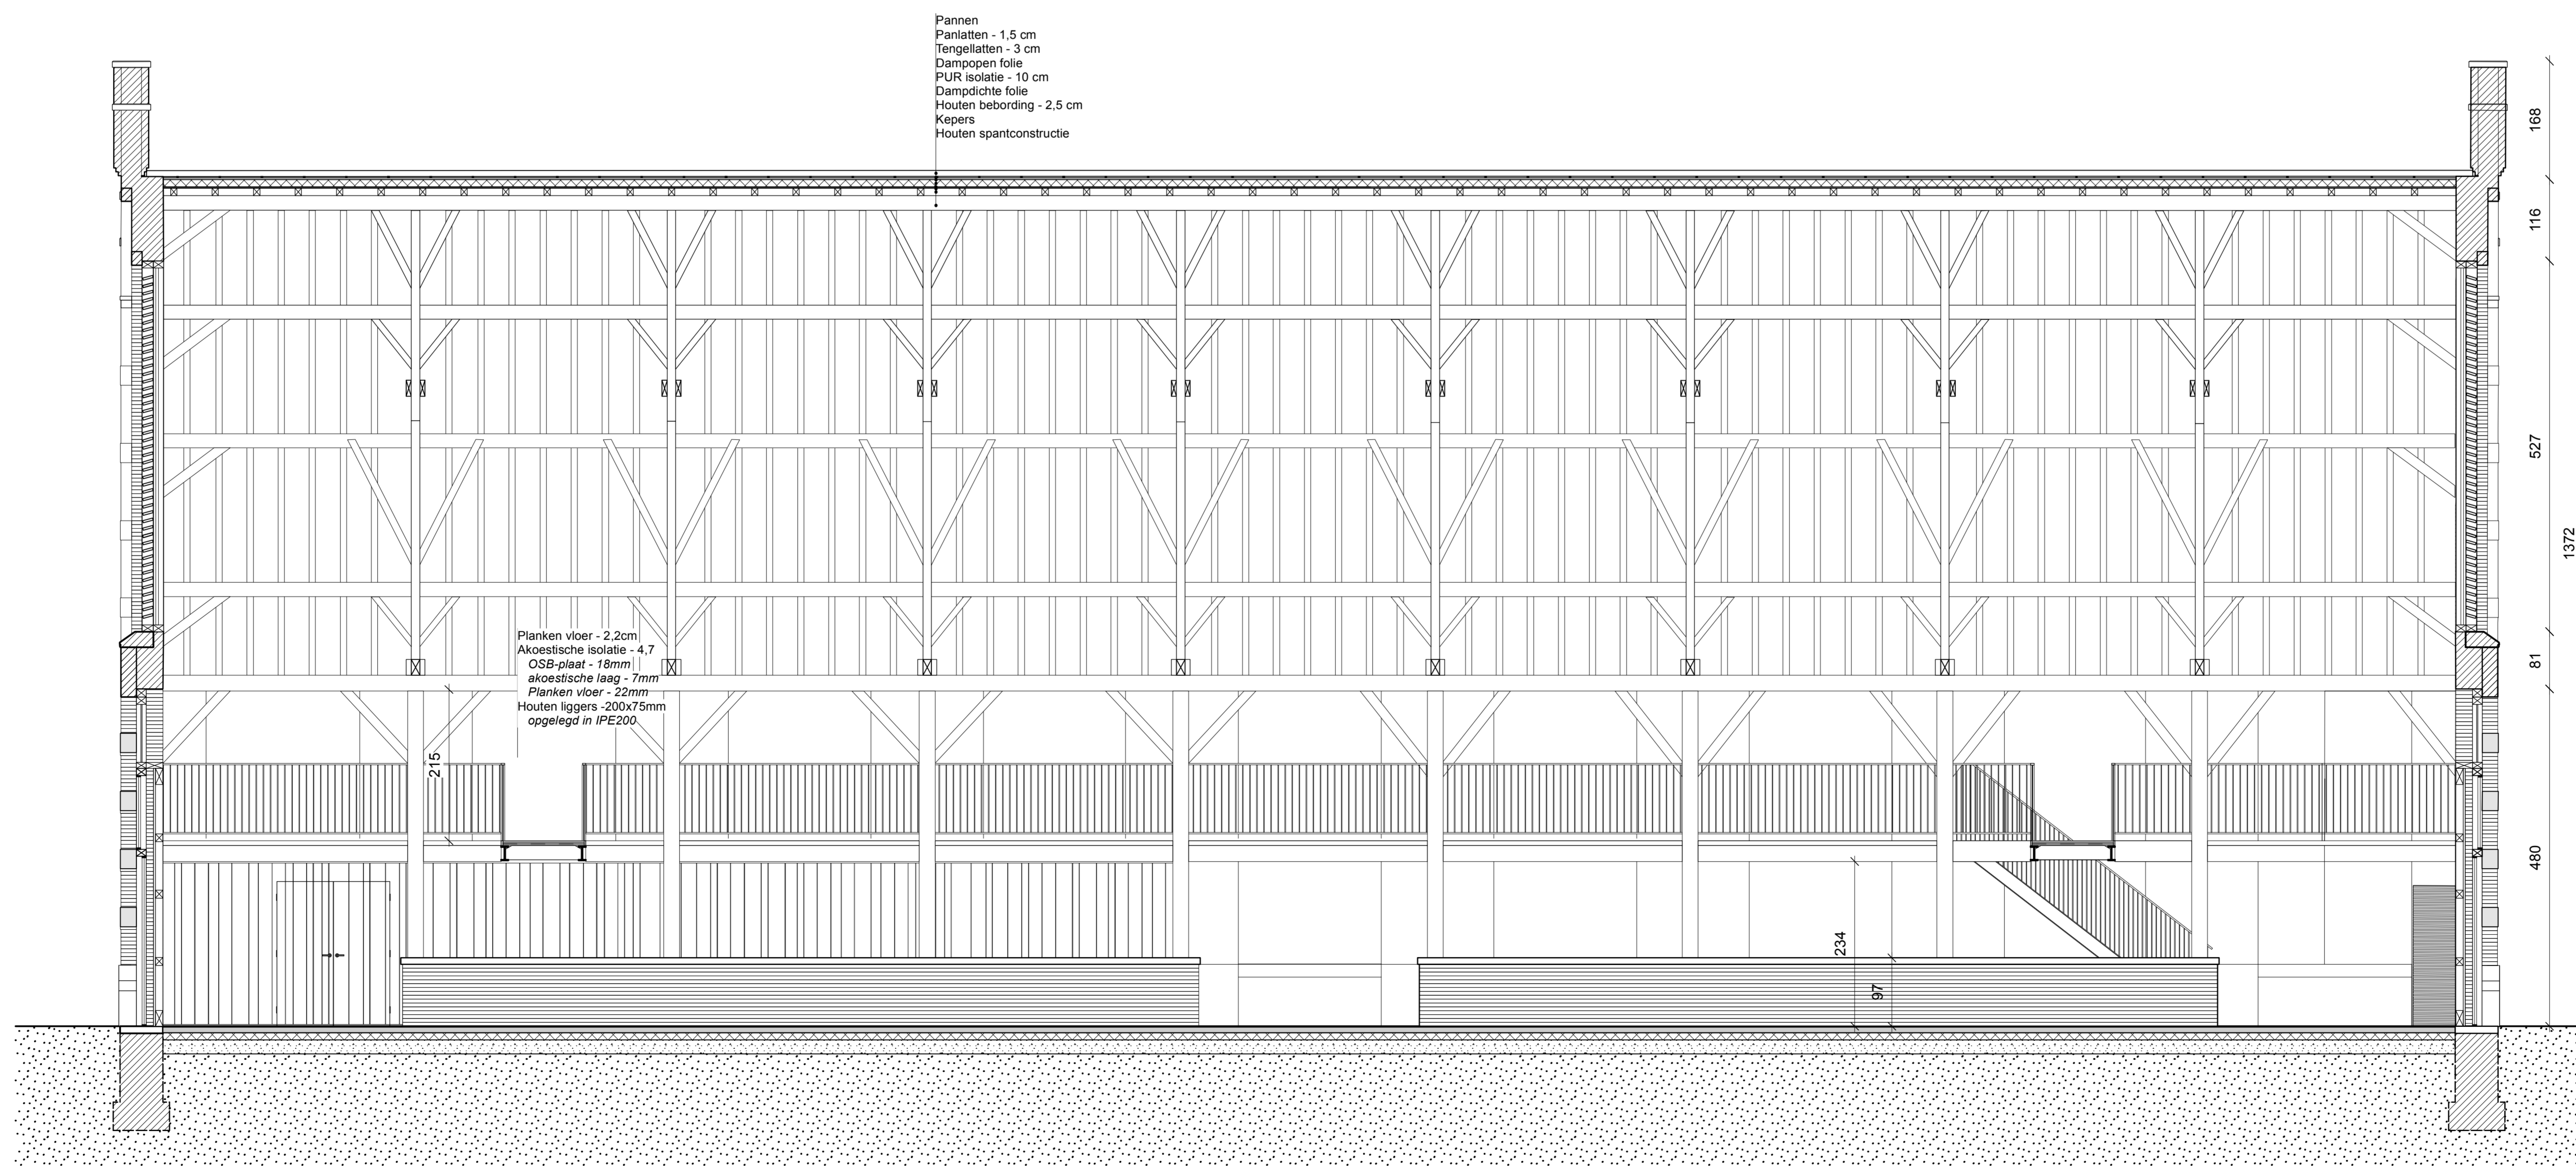 Pannen
Panlatten - 1,5 cm
Tengellatten - 3 cm
Dampopen folie
PUR isolatie - 10 cm
Dampdichte folie
Houten bebording - 2,5 cm
Kepers
Houten spantconstructie
168
116
527
1372
81
480
Planken vloer - 2,2cm
Akoestische isolatie - 4,7
OSB-plaat - 18mm
akoestische laag - 7mm
Planken vloer - 22mm
Houten liggers -200x75mm
opgelegd in IPE200
215
234
97